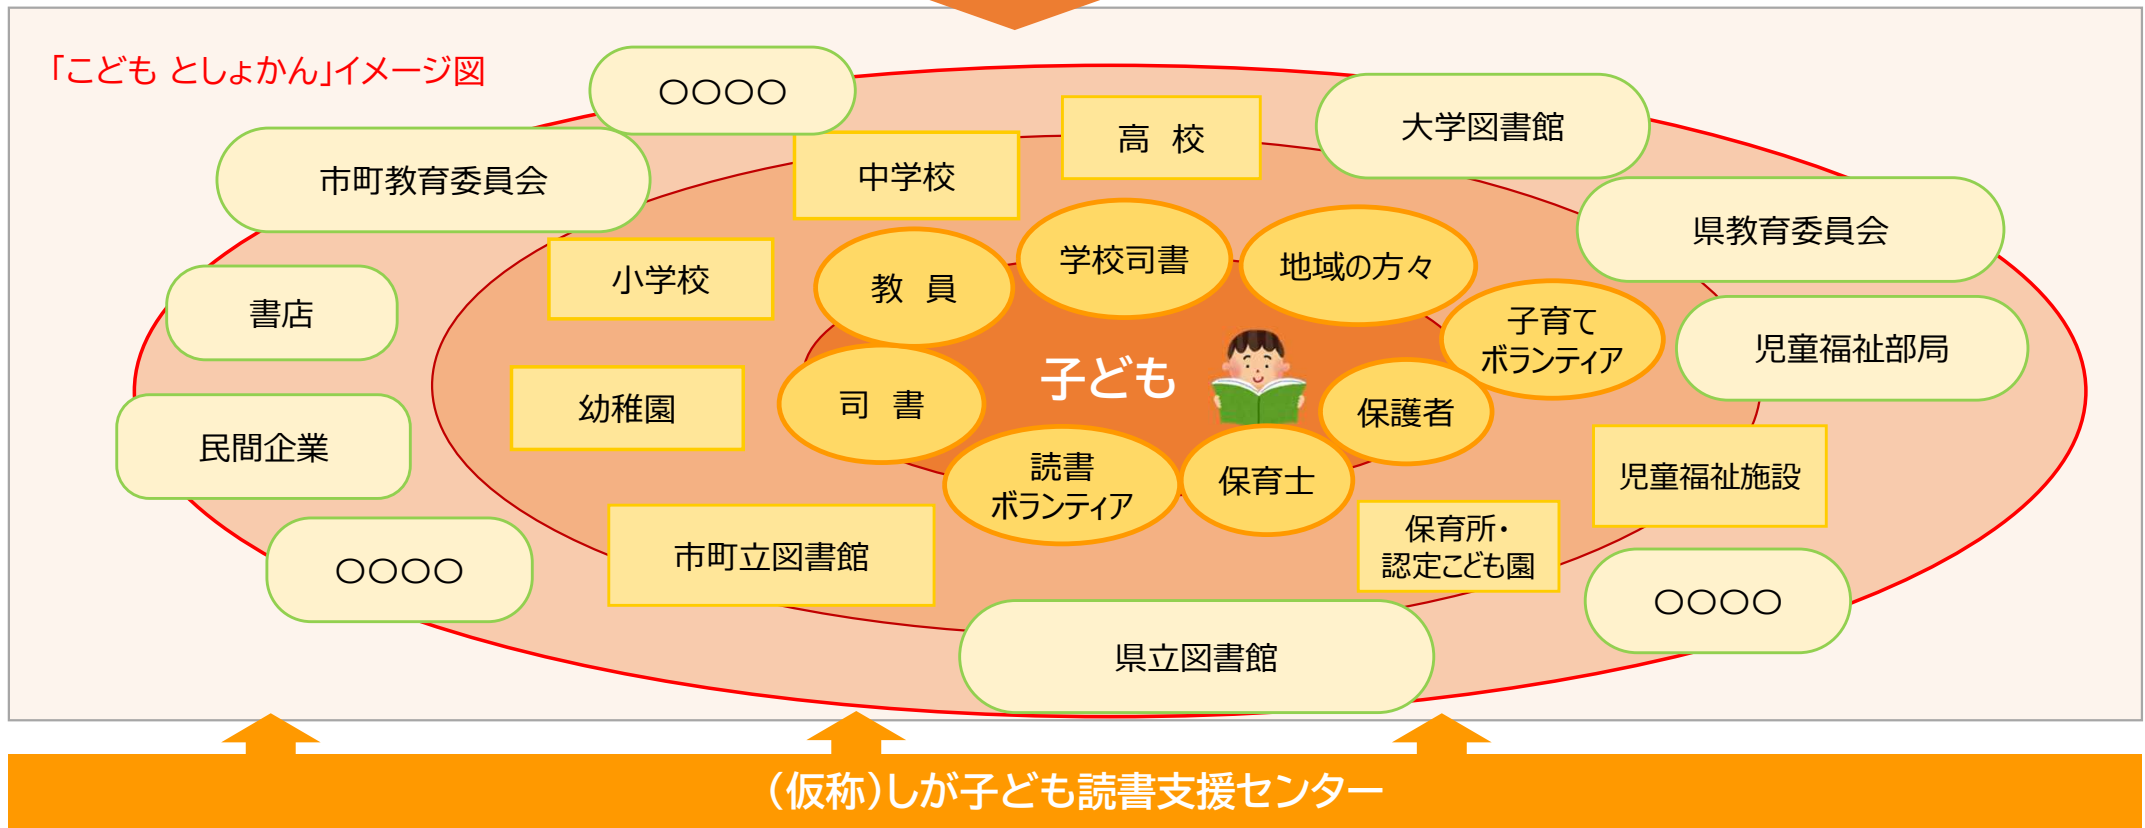 「こども としょかん」イメージ図
〇〇〇〇
高　校
大学図書館
市町教育委員会
中学校
県教育委員会
学校司書
地域の方々
小学校
教　員
書店
子育て
ボランティア
児童福祉部局
子ども
幼稚園
司　書
保護者
民間企業
読書
ボランティア
保育士
児童福祉施設
保育所・
認定こども園
市町立図書館
〇〇〇〇
〇〇〇〇
県立図書館
（仮称）しが子ども読書支援センター